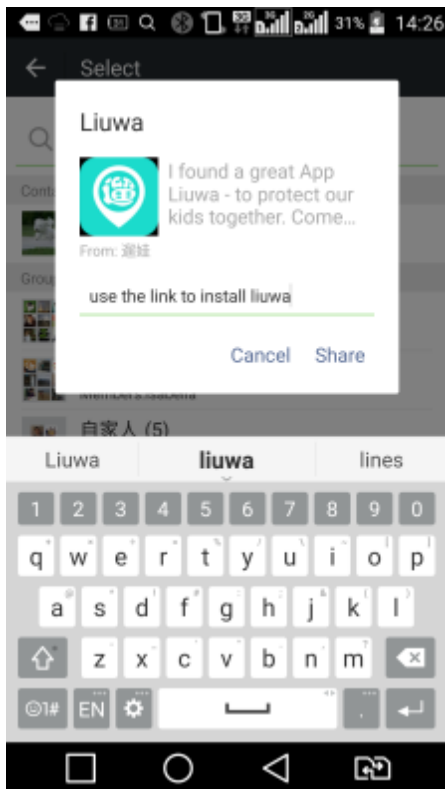 31% 14:26
Select
Liuwa
I found a great App
Liuwa - to protect our
kids together. Come...
From: 遛娃
use the link to install liuwa
Cancel Share
自家人 (5)
Liuwa liuwa lines
1 2 3 4 5 6 7 8 9 0
q w e r t y u i o p
a s d f g h j k l
z x c v b n m
1# EN .